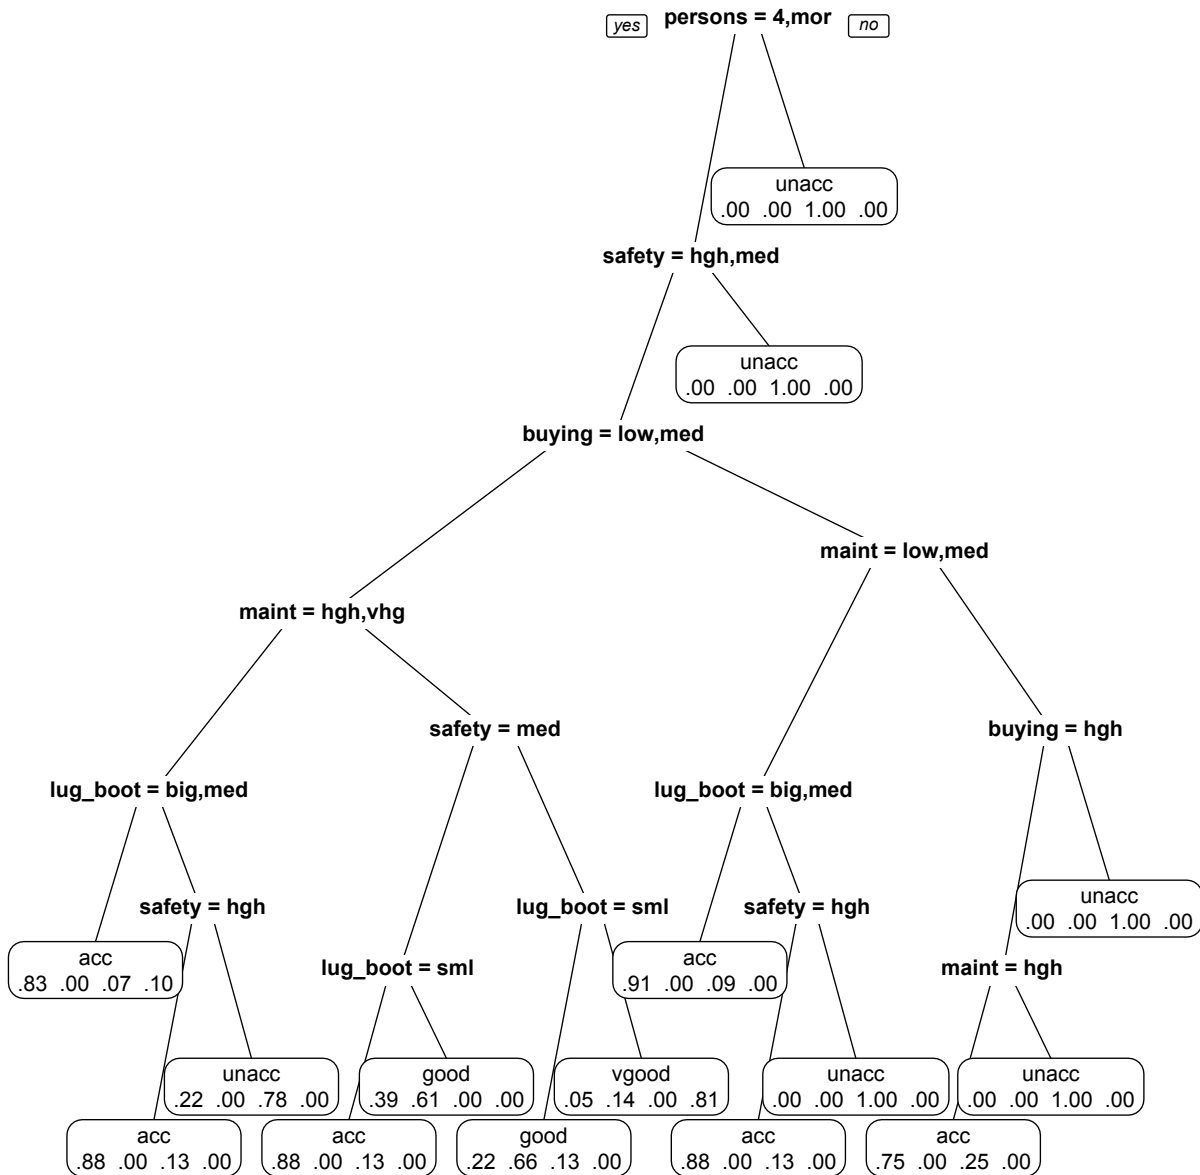 yes persons = 4,mor no
unacc
.00 .00 1.00 .00
safety = hgh,med
unacc
.00 .00 1.00 .00
buying = low,med
maint = low,med
maint = hgh,vhg
safety = med
buying = hgh
lug_boot = big,med
lug_boot = big,med
unacc
.00 .00 1.00 .00
safety = hgh
lug_boot = sml
safety = hgh
acc
.83 .00 .07 .10
lug_boot = sml
acc
.91 .00 .09 .00
maint = hgh
unacc
.22 .00 .78 .00
good
.39 .61 .00 .00
vgood
.05 .14 .00 .81
unacc
.00 .00 1.00 .00
unacc
.00 .00 1.00 .00
acc
.88 .00 .13 .00
acc
.88 .00 .13 .00
good
.22 .66 .13 .00
acc
.88 .00 .13 .00
acc
.75 .00 .25 .00